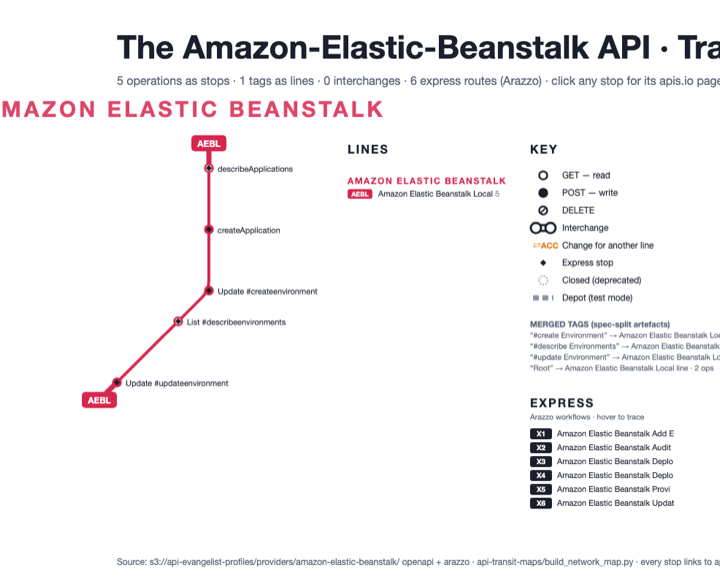 The Amazon-Elastic-Beanstalk API · Tra
5 operations as stops · 1 tags as lines · 0 interchanges · 6 express routes (Arazzo) · click any stop for its apis.io page
MAZON ELASTIC BEANSTALK
AEBL
describeApplications
createApplication
Update #createenvironment
List #describeenvironments
Update #updateenvironment
AEBL
LINES
AMAZON ELASTIC BEANSTALK
AEBL Amazon Elastic Beanstalk Local 5
KEY
GET — read
POST — write
DELETE
Interchange
⇄ACC Change for another line
Express stop
Closed (deprecated)
Depot (test mode)
MERGED TAGS (spec-split artefacts)
"#create Environment" → Amazon Elastic Beanstalk Loc
"#describe Environments" → Amazon Elastic Beanstalk
"#update Environment" → Amazon Elastic Beanstalk Lo
"Root" → Amazon Elastic Beanstalk Local line · 2 ops
EXPRESS
Arazzo workflows · hover to trace
X1 Amazon Elastic Beanstalk Add E
X2 Amazon Elastic Beanstalk Audit
X3 Amazon Elastic Beanstalk Deplo
X4 Amazon Elastic Beanstalk Deplo
X5 Amazon Elastic Beanstalk Provi
X6 Amazon Elastic Beanstalk Updat
Source: s3://api-evangelist-profiles/providers/amazon-elastic-beanstalk/ openapi + arazzo · api-transit-maps/build_network_map.py · every stop links to a